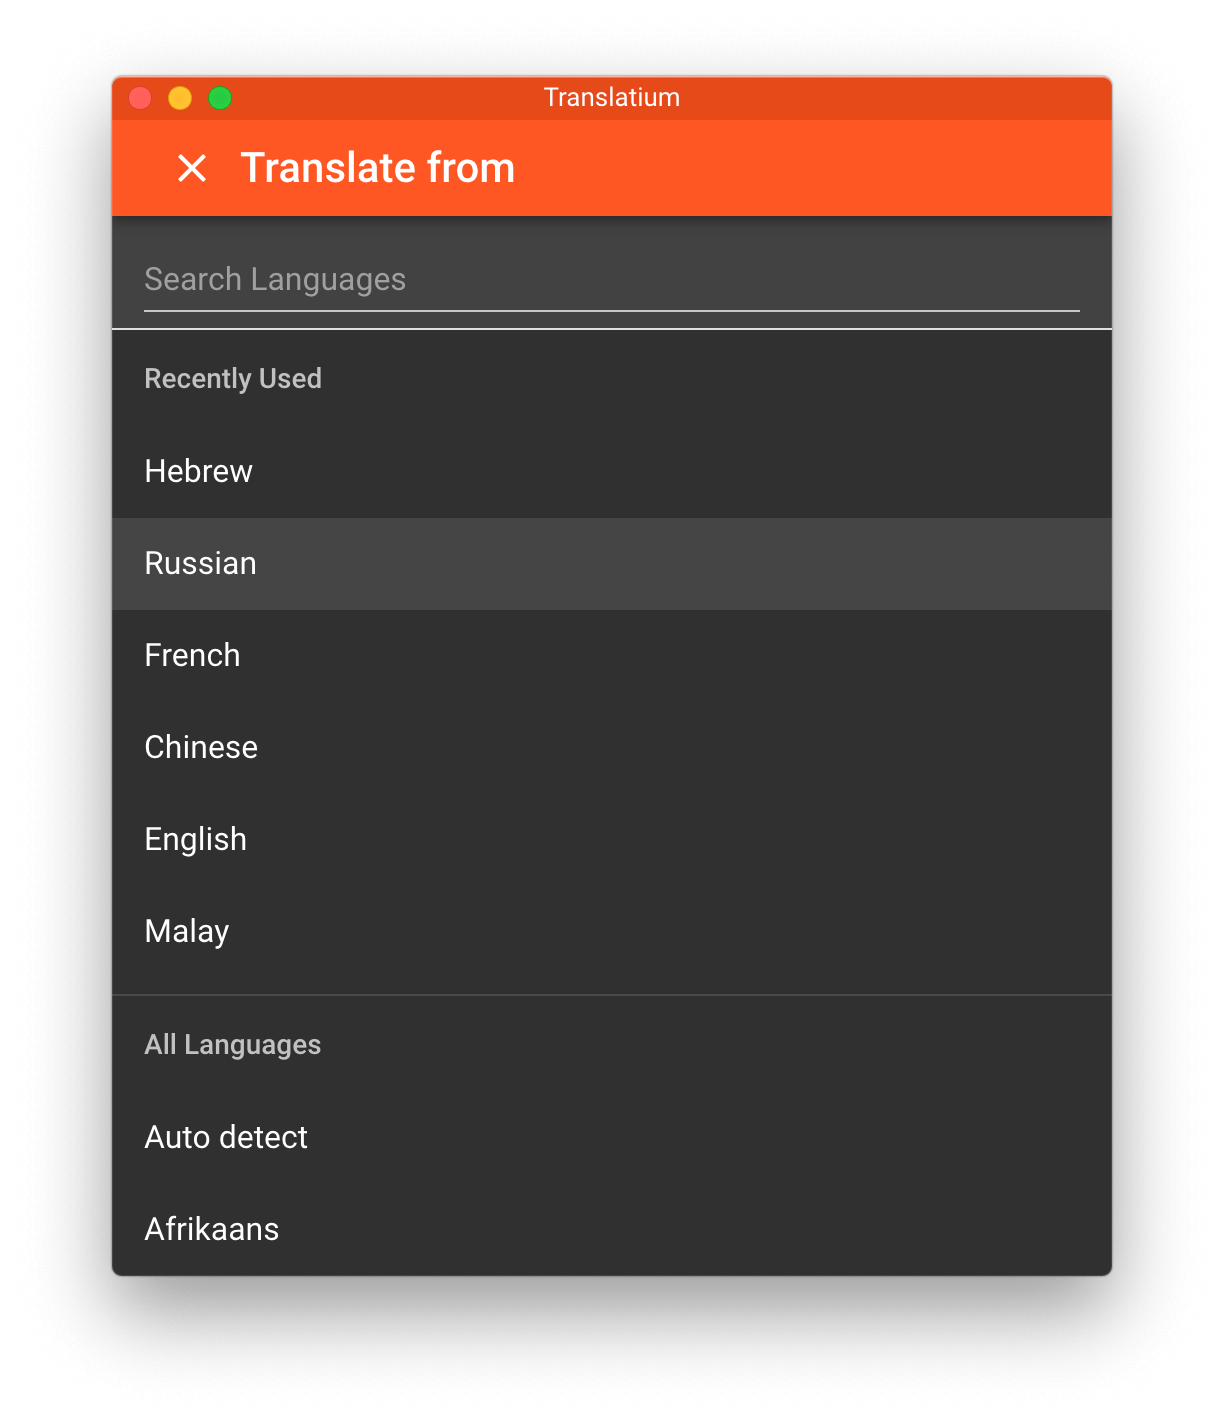 Translatium
Translate from
Search Languages
Recently Used
Hebrew
Russian
French
Chinese
English
Malay
All Languages
Auto detect
Afrikaans